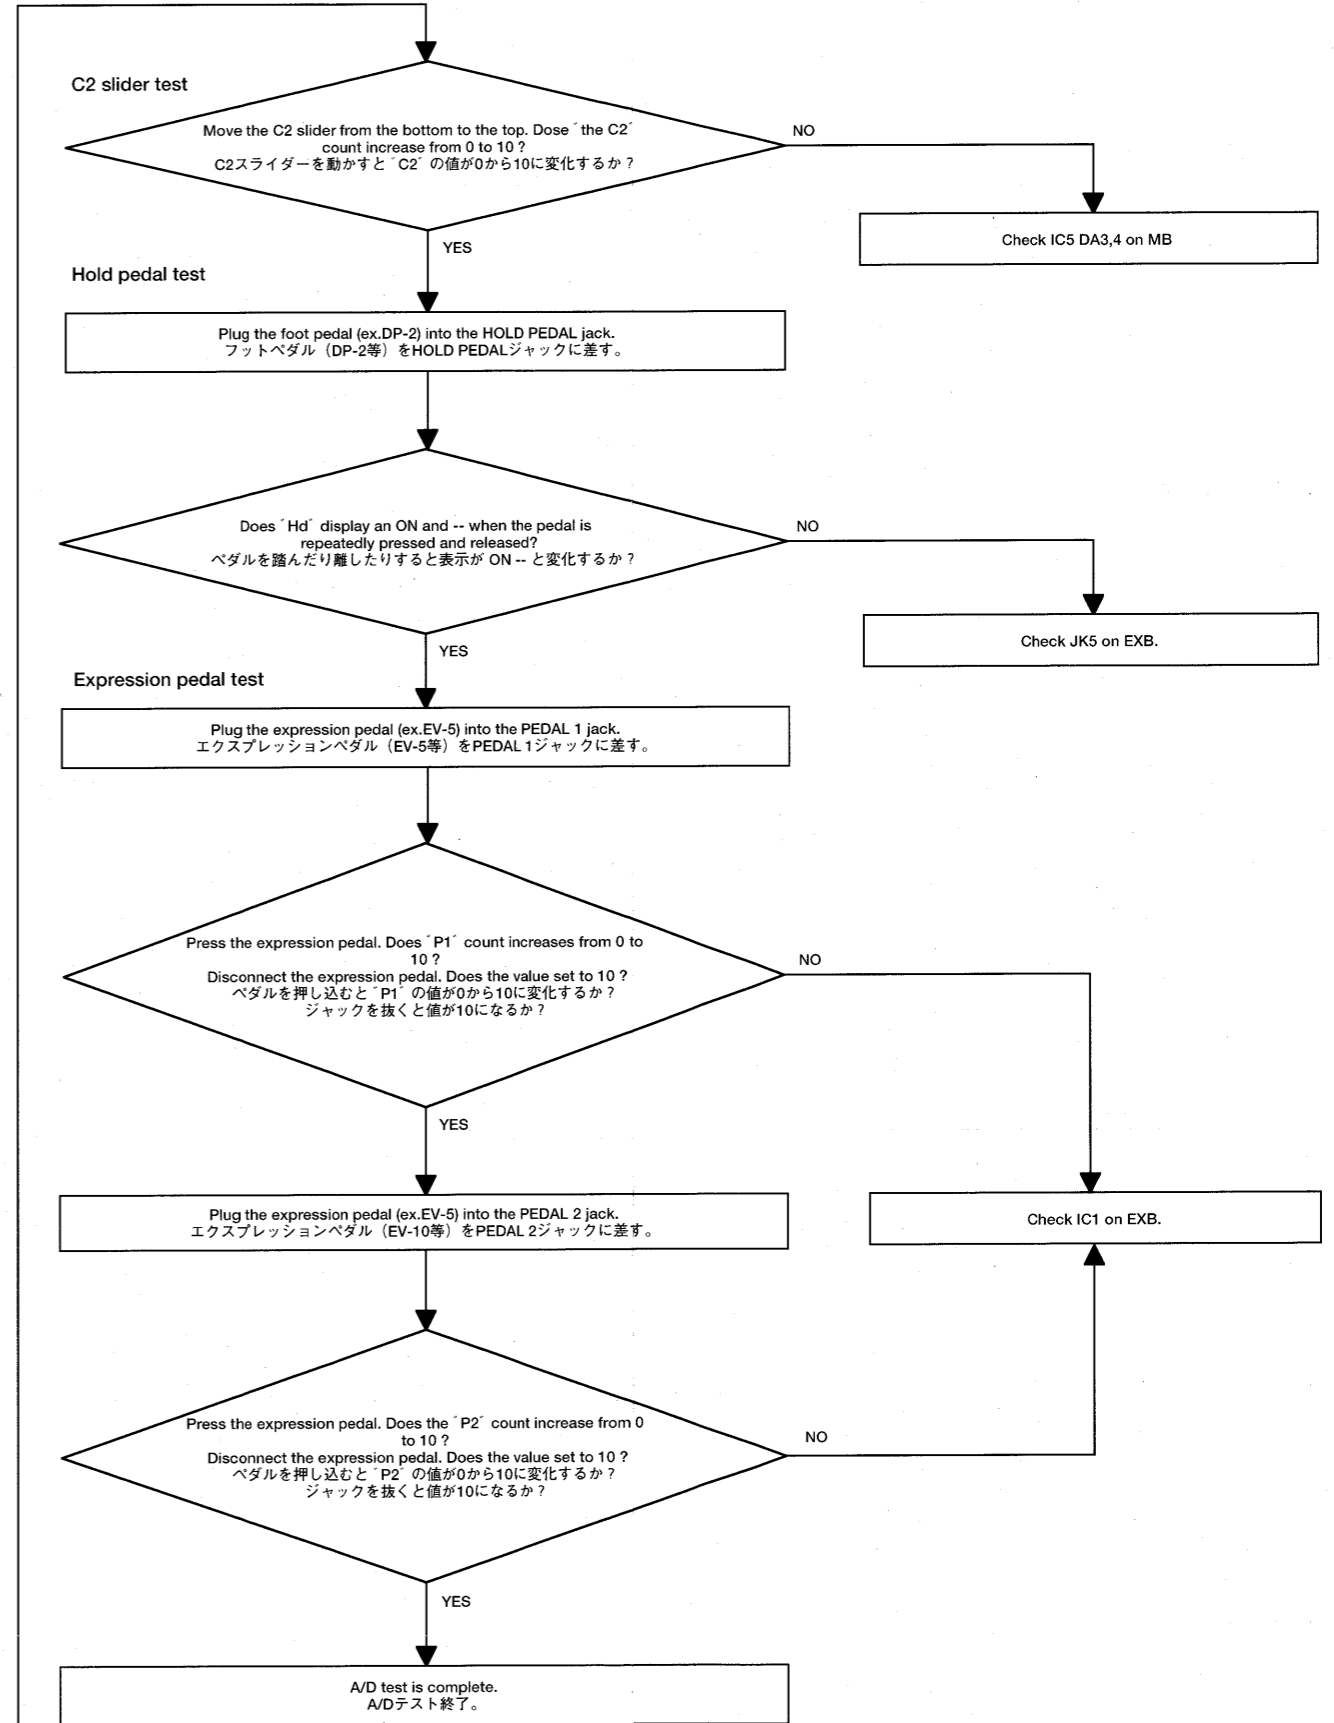 C2 slider test
Move the C2 slider from the bottom to the top. Dose ´the C2´
count increase from 0 to 10 ?
C2スライダーを動かすと´C2´の値が0から10に変化するか？
NO
Check IC5 DA3,4 on MB
YES
Hold pedal test
Plug the foot pedal (ex.DP-2) into the HOLD PEDAL jack.
フットペダル（DP-2等）をHOLD PEDALジャックに差す。
Does ´Hd´ display an ON and -- when the pedal is
repeatedly pressed and released?
ペダルを踏んだり離したりすると表示が ON -- と変化するか？
NO
Check JK5 on EXB.
YES
Expression pedal test
Plug the expression pedal (ex.EV-5) into the PEDAL 1 jack.
エクスプレッションペダル（EV-5等）をPEDAL 1ジャックに差す。
Press the expression pedal. Does ´P1´ count increases from 0 to
10 ?
Disconnect the expression pedal. Does the value set to 10 ?
ペダルを押し込むと´P1´の値が0から10に変化するか？
ジャックを抜くと値が10になるか？
NO
YES
Plug the expression pedal (ex.EV-5) into the PEDAL 2 jack.
エクスプレッションペダル（EV-10等）をPEDAL 2ジャックに差す。
Check IC1 on EXB.
Press the expression pedal. Does the ´P2´ count increase from 0
to 10 ?
Disconnect the expression pedal. Does the value set to 10 ?
ペダルを押し込むと´P2´の値が0から10に変化するか？
ジャックを抜くと値が10になるか？
NO
YES
A/D test is complete.
A/Dテスト終了。